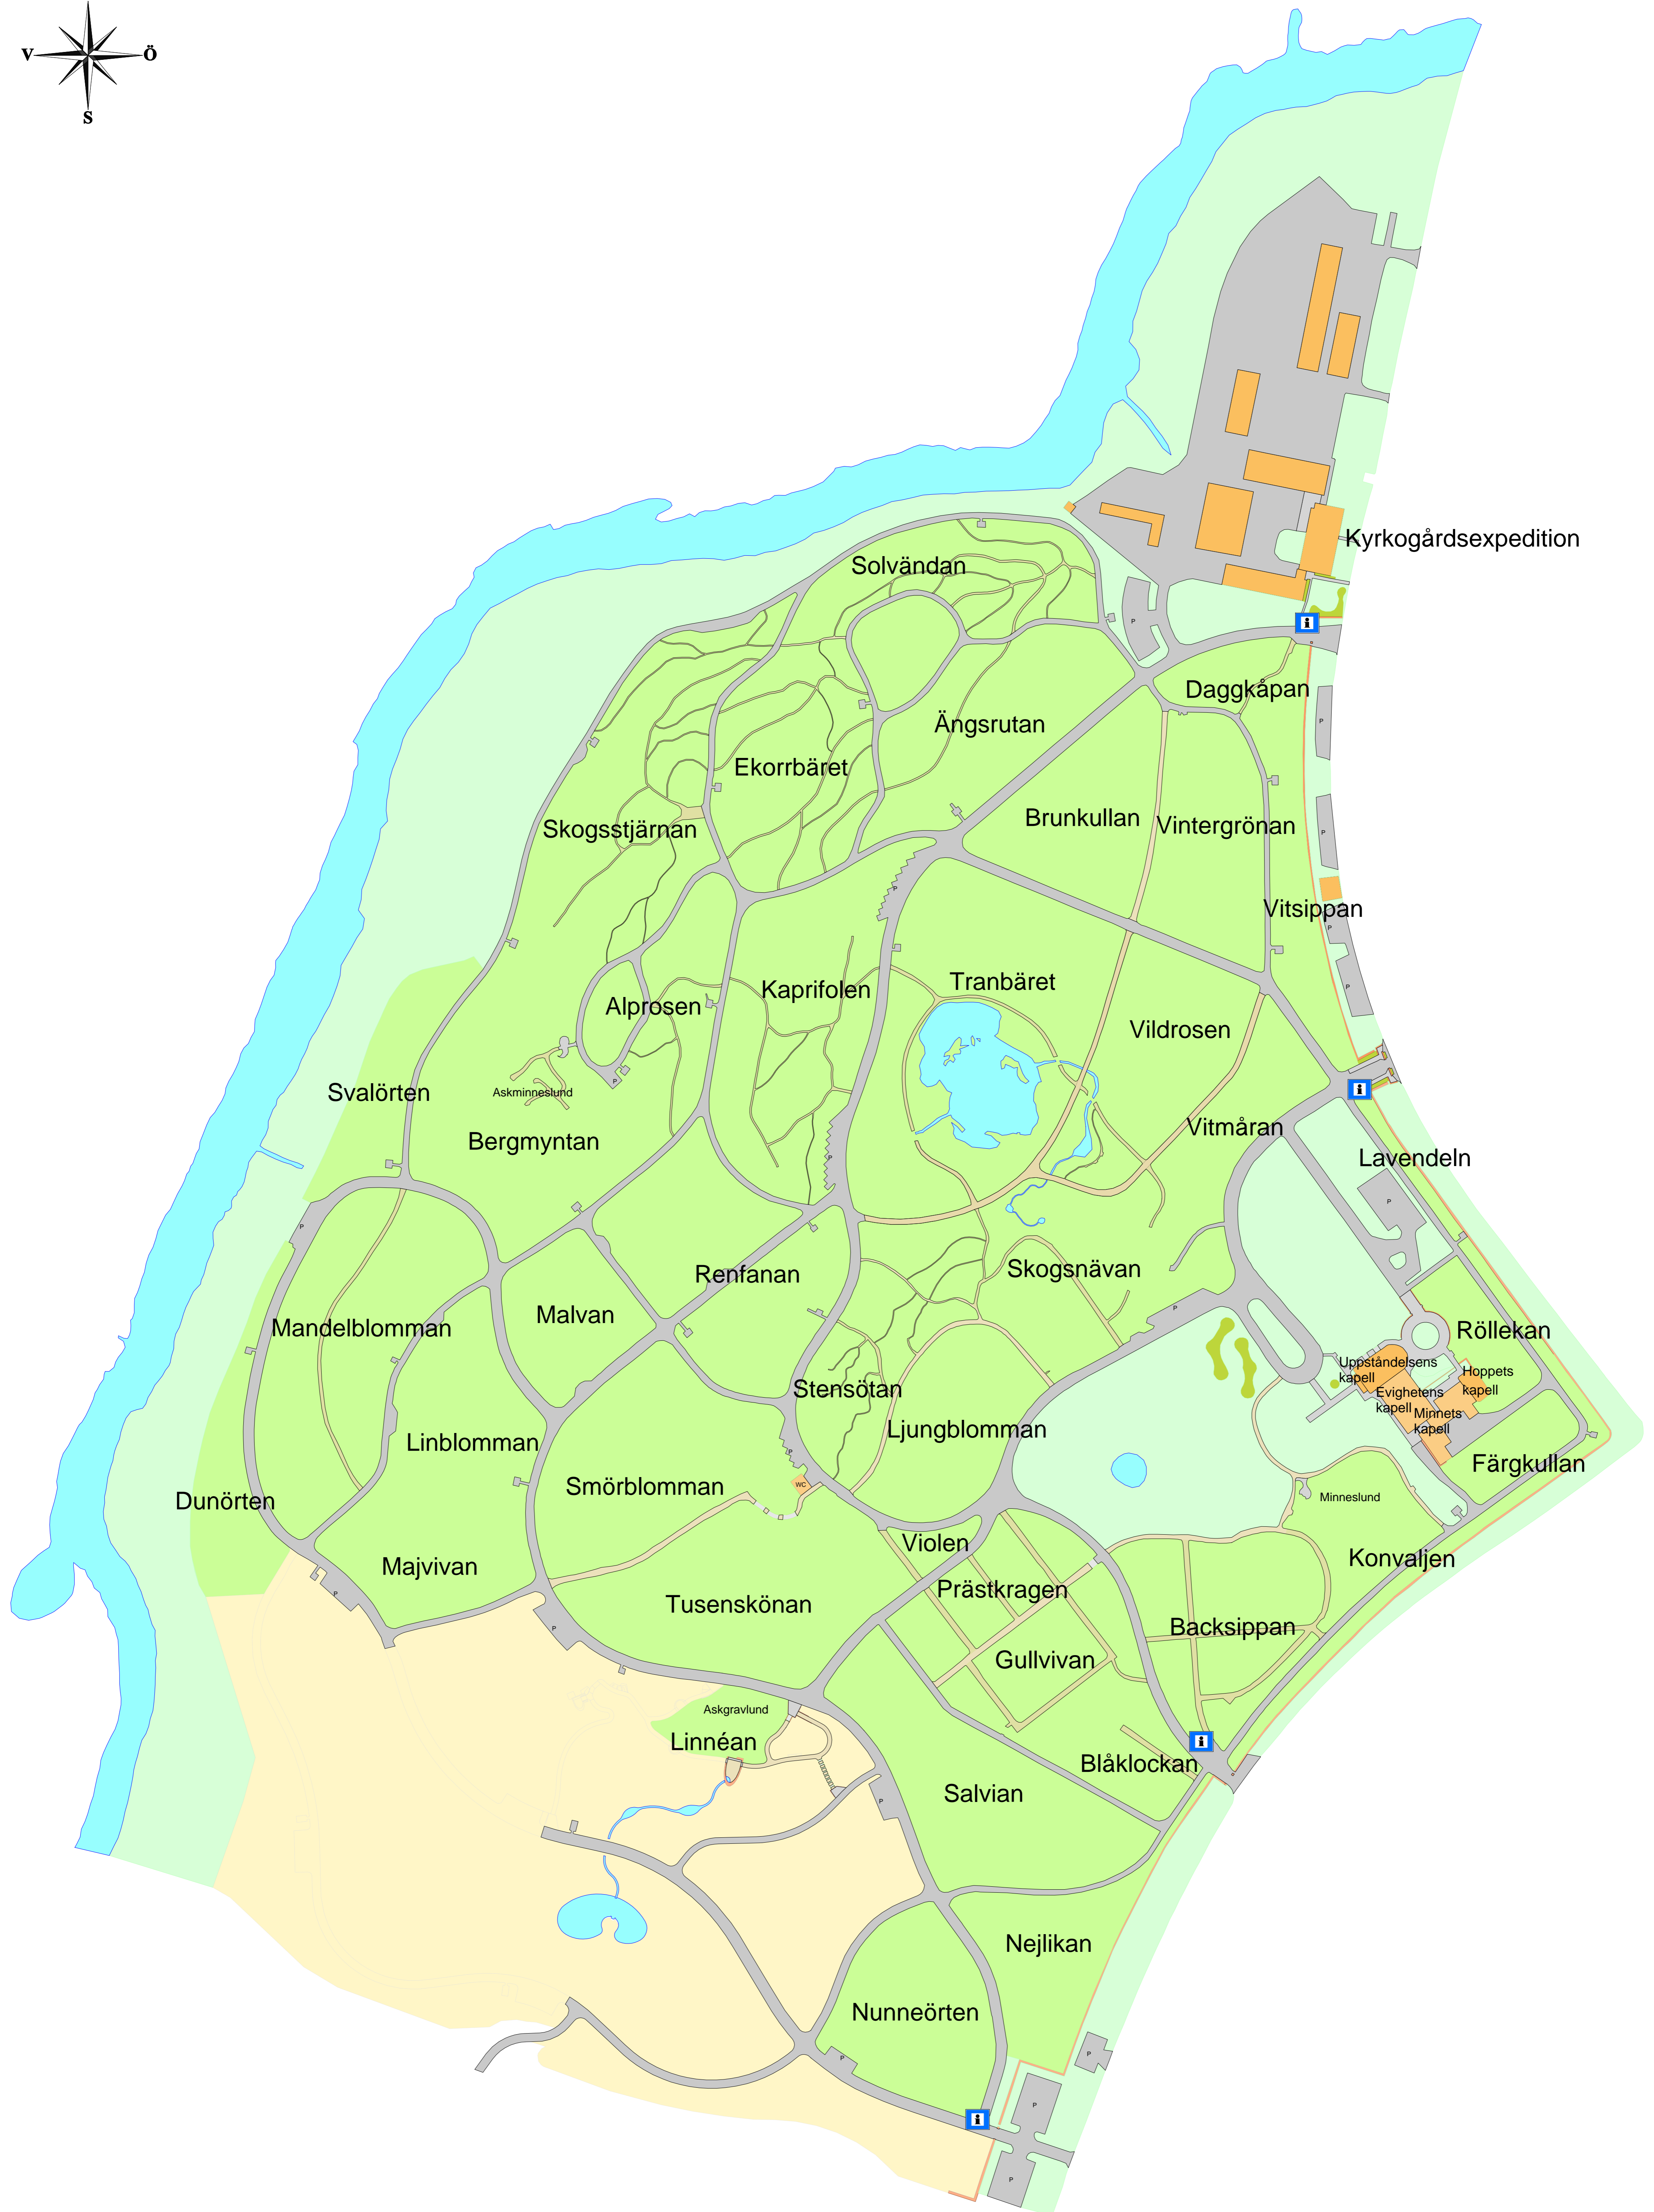 V
Ö
S
Kyrkogårdsexpedition
Solvändan
P
i
Daggkåpan
P
Ängsrutan
Ekorrbäret
Brunkullan
Vintergrönan
Skogsstjärnan
P
P
Vitsippan
P
Tranbäret
Kaprifolen
P
Alprosen
Vildrosen
P
Svalörten
Askminneslund
i
Vitmåran
Bergmyntan
P
Lavendeln
P
P
Skogsnävan
Renfanan
P
Malvan
Mandelblomman
Röllekan
Uppståndelsens
kapell
Hoppets
kapell
Evighetens
kapell
Minnets
kapell
Stensötan
Ljungblomman
Linblomman
P
Färgkullan
Smörblomman
WC
Minneslund
Dunörten
Violen
Konvaljen
Majvivan
Prästkragen
P
Tusenskönan
Backsippan
P
Gullvivan
Askgravlund
Linnéan
i
Blåklockan
Salvian
P
Nejlikan
Nunneörten
P
P
P
i
P